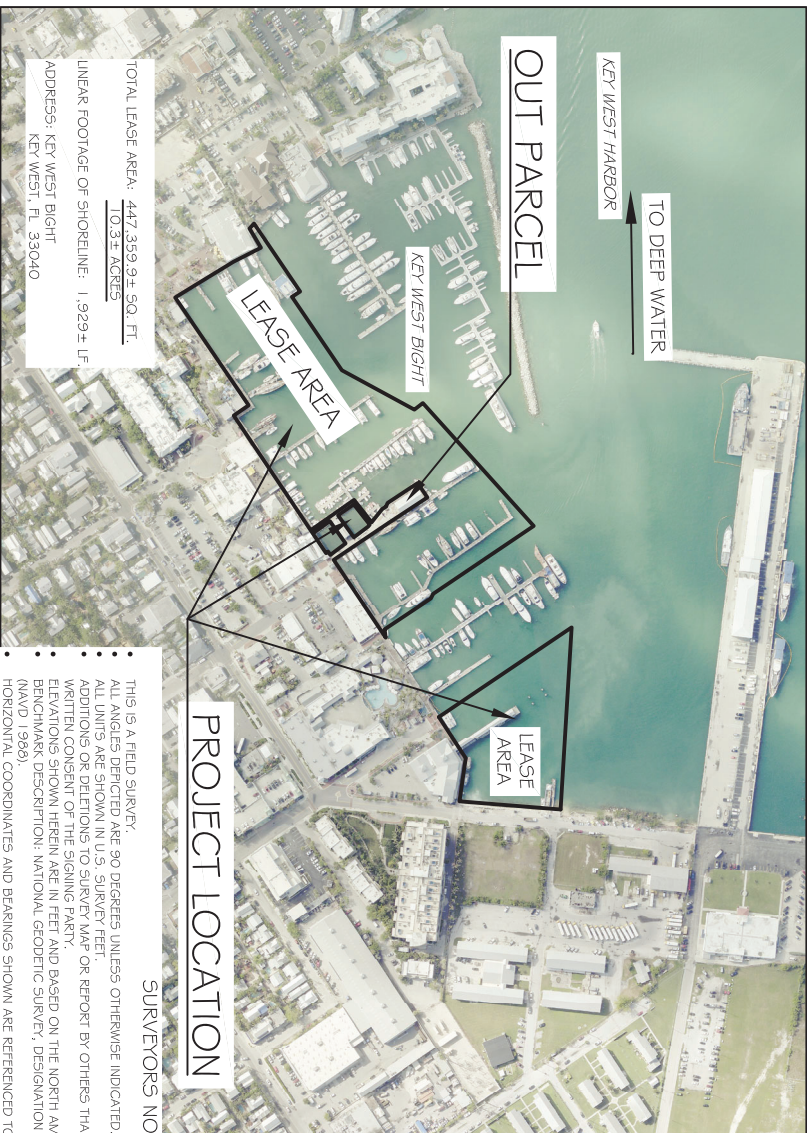 KEY WEST HARBOR
TO DEEP WATER
OUT PARCEL
KEY WEST BIGHT
LEASE AREA
LEASE
AREA
TOTAL LEASE AREA: 447,359.9± SQ. FT.
10.3± ACRES
LINEAR FOOTAGE OF SHORELINE: 1,929± LF.
ADDRESS: KEY WEST BIGHT
KEY WEST, FL 33040
PROJECT LOCATION
SURVEYORS NO
• THIS IS A FIELD SURVEY.
• ALL ANGLES DEPICTED ARE 90 DEGREES UNLESS OTHERWISE INDICATED.
• ALL UNITS ARE SHOWN IN U.S. SURVEY FEET.
• ADDITIONS OR DELETIONS TO SURVEY MAP OR REPORT BY OTHERS THA
WRITTEN CONSENT OF THE SIGNING PARTY.
• ELEVATIONS SHOWN HEREIN ARE IN FEET AND BASED ON THE NORTH AM
• BENCHMARK DESCRIPTION: NATIONAL GEODETIC SURVEY, DESIGNATION
(NAVD 1988).
• HORIZONTAL COORDINATES AND BEARINGS SHOWN ARE REFERENCED TO